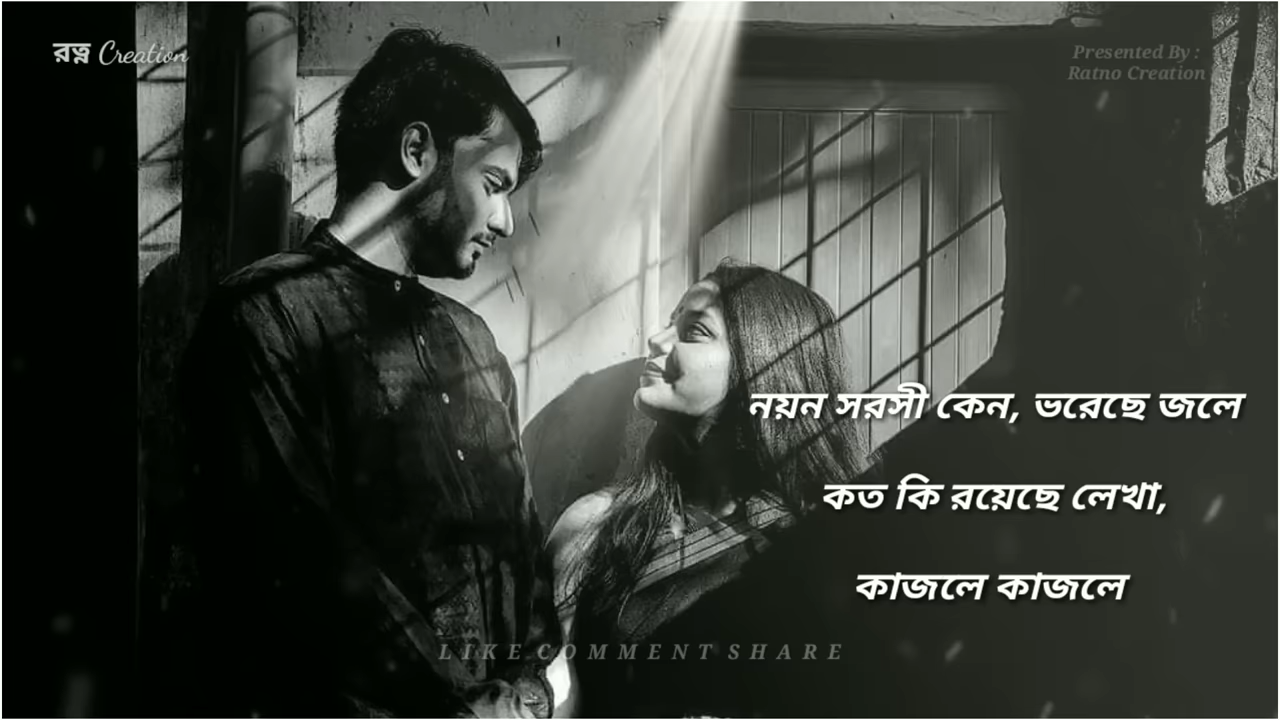 রত্ন Creation
Presented By :
Ratno Creation
নয়ন সরসী কেন, ভরেছে জলে
কত কি রয়েছে লেখা,
কাজলে কাজলে
LIKE COMMENT SHARE